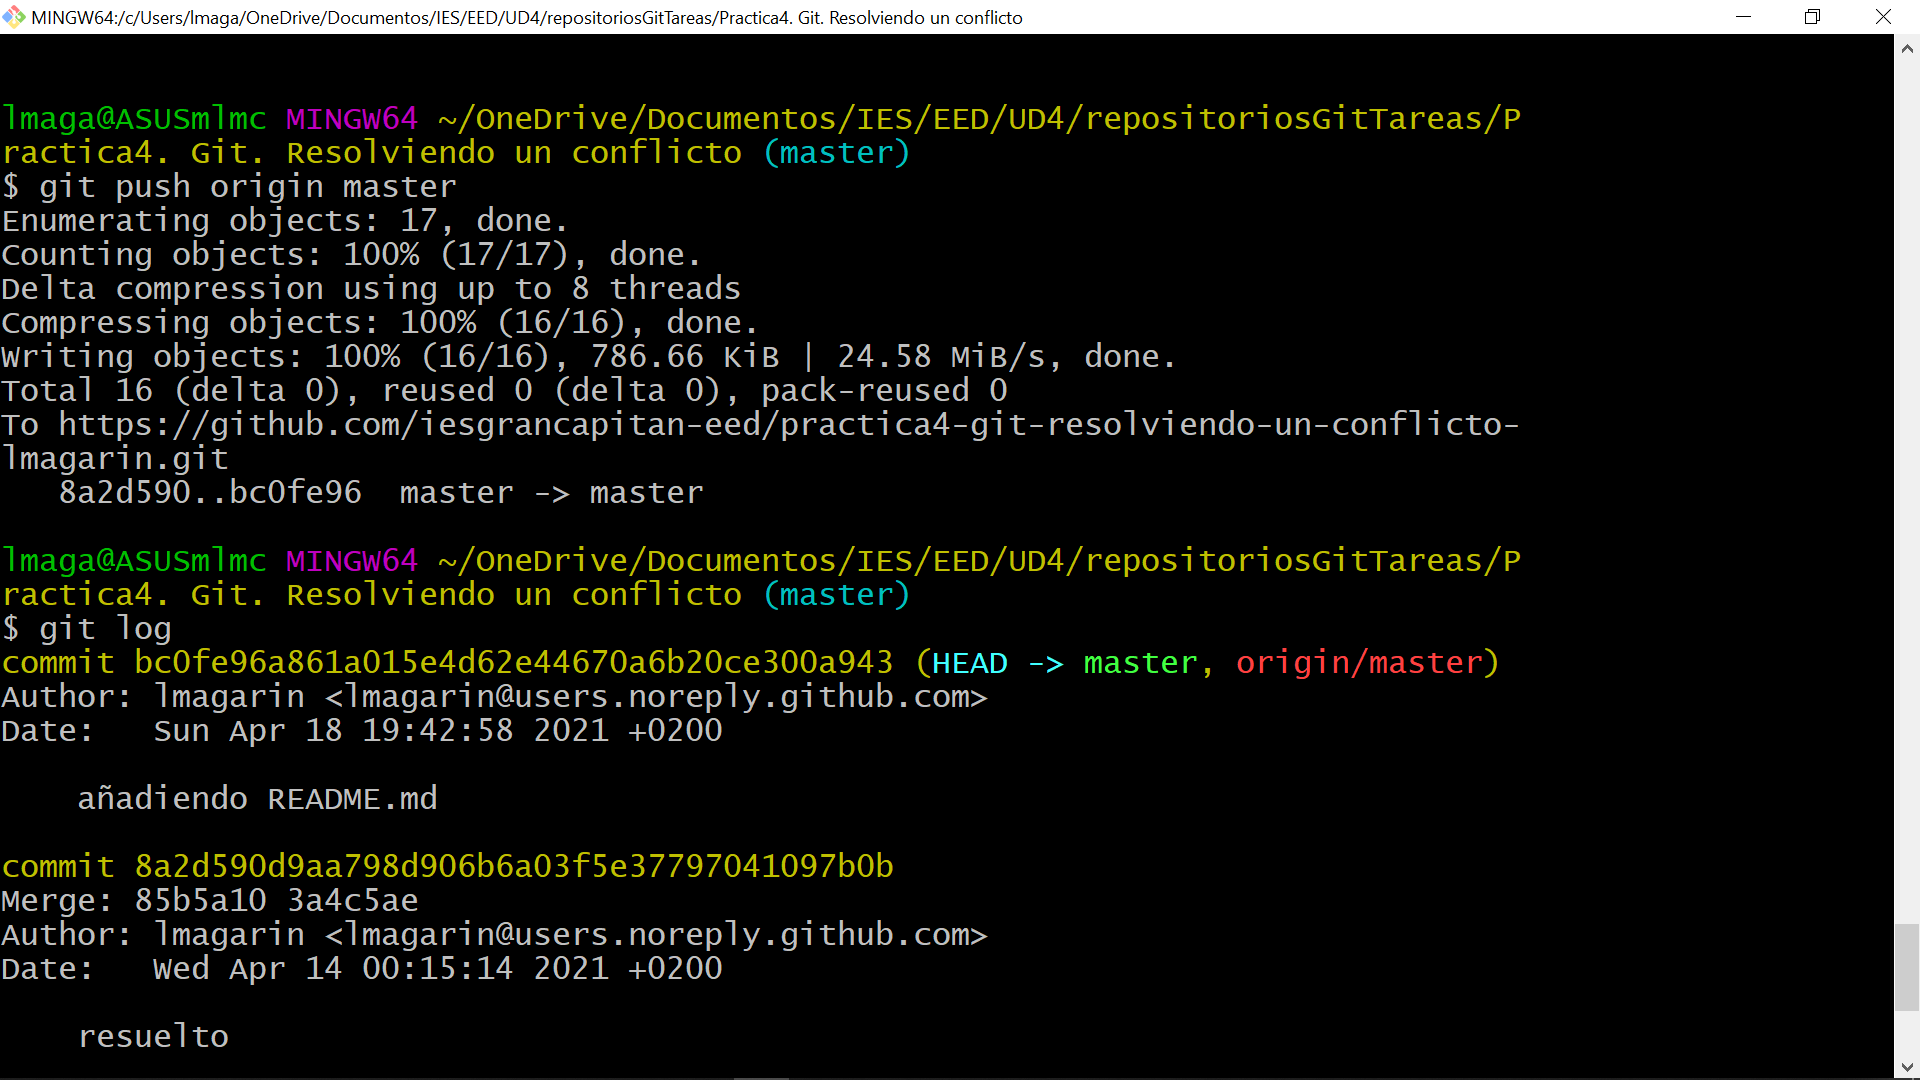 MINGW64:/c/Users/lmaga/OneDrive/Documentos/IES/EED/UD4/repositoriosGitTareas/Practica4. Git. Resolviendo un conflicto
lmaga@ASUSmlmc MINGW64 ~/OneDrive/Documentos/IES/EED/UD4/repositoriosGitTareas/P
ractica4. Git. Resolviendo un conflicto (master)
$ git push origin master
Enumerating objects: 17, done.
Counting objects: 100% (17/17), done.
Delta compression using up to 8 threads
Compressing objects: 100% (16/16), done.
Writing objects: 100% (16/16), 786.66 KiB | 24.58 MiB/s, done.
Total 16 (delta 0), reused 0 (delta 0), pack-reused 0
To https://github.com/iesgrancapitan-eed/practica4-git-resolviendo-un-conflicto-
lmagarin.git
   8a2d590..bc0fe96  master -> master
lmaga@ASUSmlmc MINGW64 ~/OneDrive/Documentos/IES/EED/UD4/repositoriosGitTareas/P
ractica4. Git. Resolviendo un conflicto (master)
$ git log
commit bc0fe96a861a015e4d62e44670a6b20ce300a943 (HEAD -> master, origin/master)
Author: lmagarin <lmagarin@users.noreply.github.com>
Date:   Sun Apr 18 19:42:58 2021 +0200
    añadiendo README.md
commit 8a2d590d9aa798d906b6a03f5e37797041097b0b
Merge: 85b5a10 3a4c5ae
Author: lmagarin <lmagarin@users.noreply.github.com>
Date:   Wed Apr 14 00:15:14 2021 +0200
    resuelto